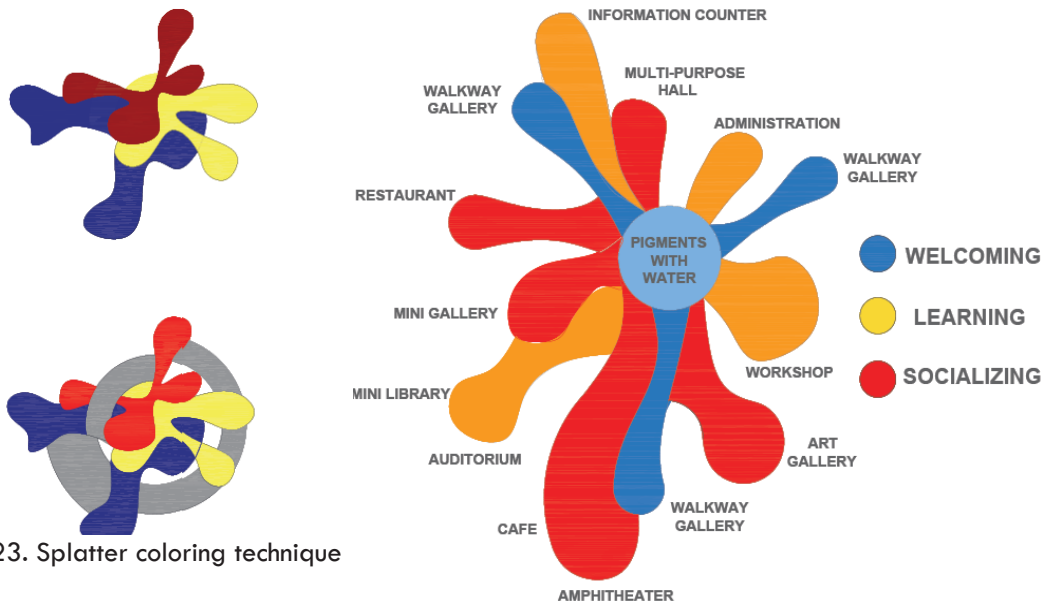 INFORMATION COUNTER
MULTI-PURPOSE
HALL
WALKWAY
GALLERY
ADMINISTRATION
WALKWAY
GALLERY
RESTAURANT
PIGMENTS
WITH
WATER
WELCOMING
MINI GALLERY
LEARNING
WORKSHOP
SOCIALIZING
MINI LIBRARY
ART
GALLERY
AUDITORIUM
WALKWAY
GALLERY
CAFE
AMPHITHEATER
23. Splatter coloring technique